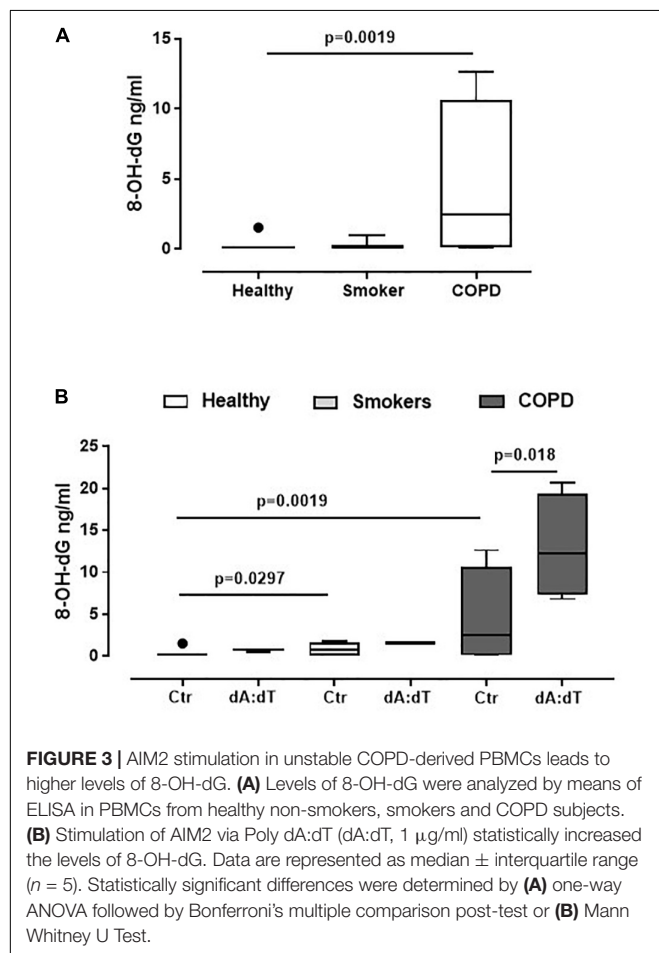 A
p=0.0019
15
10
5
0
8-OH-dG ng/ml
Healthy Smoker COPD
B
Healthy Smokers COPD
25
20
15
10
5
0
8-OH-dG ng/ml
p=0.018
p=0.0019
p=0.0297
Ctr dA:dT Ctr dA:dT Ctr dA:dT
FIGURE 3 | AIM2 stimulation in unstable COPD-derived PBMCs leads to
higher levels of 8-OH-dG. (A) Levels of 8-OH-dG were analyzed by means of
ELISA in PBMCs from healthy non-smokers, smokers and COPD subjects.
(B) Stimulation of AIM2 via Poly dA:dT (dA:dT, 1 μg/ml) statistically increased
the levels of 8-OH-dG. Data are represented as median ± interquartile range
(n = 5). Statistically significant differences were determined by (A) one-way
ANOVA followed by Bonferroni's multiple comparison post-test or (B) Mann
Whitney U Test.